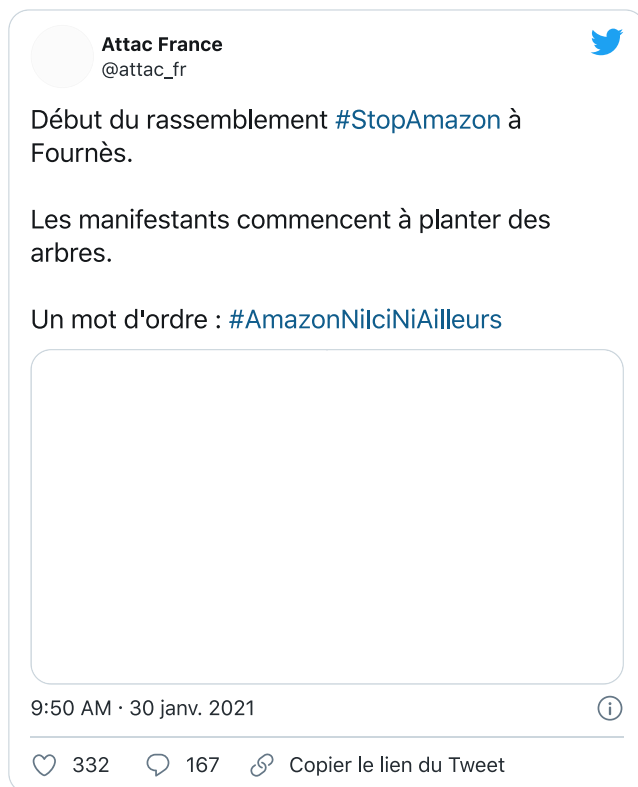 Attac France
@attac_fr
Début du rassemblement #StopAmazon à
Fournès.
Les manifestants commencent à planter des
arbres.
Un mot d'ordre : #AmazonNiIciNiAilleurs
9:50 AM · 30 janv. 2021
332 167 Copier le lien du Tweet